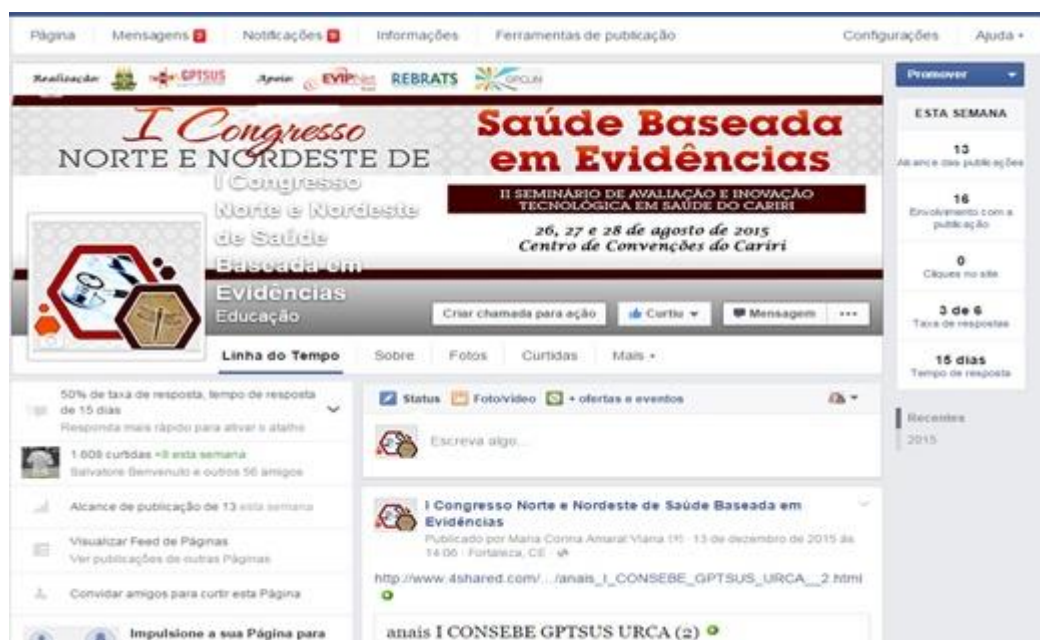 Página Mensagens 2 Notificações Informações Ferramentas de publicação Configurações Ajuda
Realização: GPTSUS Apoio: EVIPNet REBRATS
I Congresso
NORTE E NORDESTE DE
Saúde Baseada
em Evidências
II SEMINÁRIO DE AVALIAÇÃO E INOVAÇÃO
TECNOLÓGICA EM SAÚDE DO CARIRI
26, 27 e 28 de agosto de 2015
Centro de Convenções do Cariri
I Congresso
Norte e Nordeste
de Saúde
Baseada em
Evidências
Educação
Criar chamada para ação Curtiu Mensagem ...
Linha do Tempo Sobre Fotos Curtidas Mais
Promover
ESTA SEMANA
13
Alcance das publicações
16
Envolvimento com a
publicação
0
Cliques no site
3 de 6
Taxa de respostas
15 dias
Tempo de resposta
Recentes
2015
50% de taxa de resposta, tempo de resposta
de 15 dias
Responda mais rápido para ativar o atalho
1.608 curtidas +8 esta semana
Salvatore Benvenuto e outros 56 amigos
Alcance de publicação de 13 esta semana
Visualizar Feed de Páginas
Ver publicações de outras Páginas
Convidar amigos para curtir esta Página
Impulsione a sua Página para
Status Foto/vídeo + ofertas e eventos
Escreva algo...
I Congresso Norte e Nordeste de Saúde Baseada em
Evidências
Publicado por Maria Corina Amaral Viana · 13 de dezembro de 2015 às
14:06 · Fortaleza, CE
http://www.4shared.com/.../anais_I_CONSEBE_GPTSUS_URCA__2.html
anais I CONSEBE GPTSUS URCA (2)